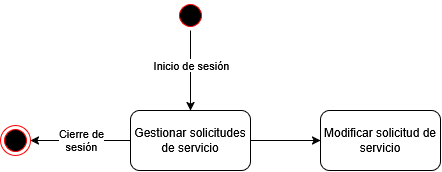 Inicio de sesión
Cierre de
sesión
Gestionar solicitudes
de servicio
Modificar solicitud de
servicio